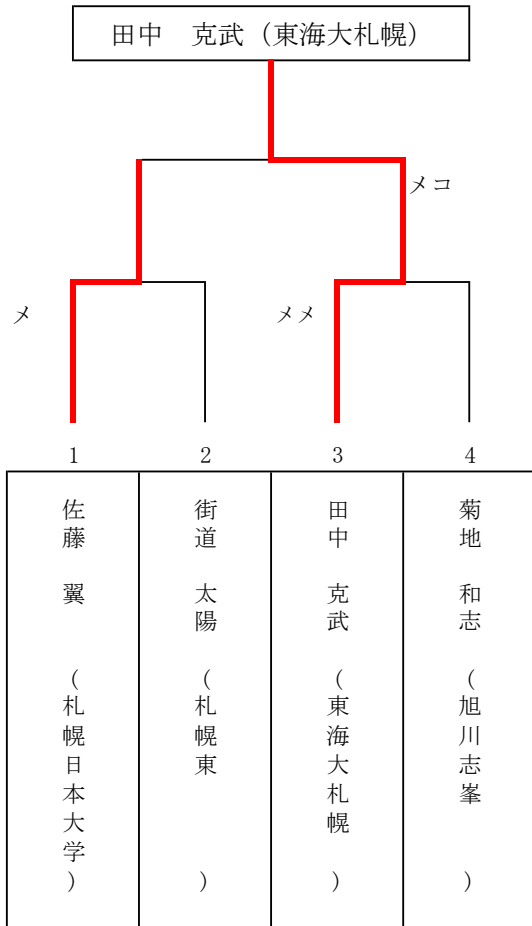 田中　克武（東海大札幌）
メコ
メ
メメ
1
2
3
4
佐藤　翼　（札幌日本大学）
街道　太陽　（札幌東　）
田中　克武　（東海大札幌　）
菊地　和志　（旭川志峯　）